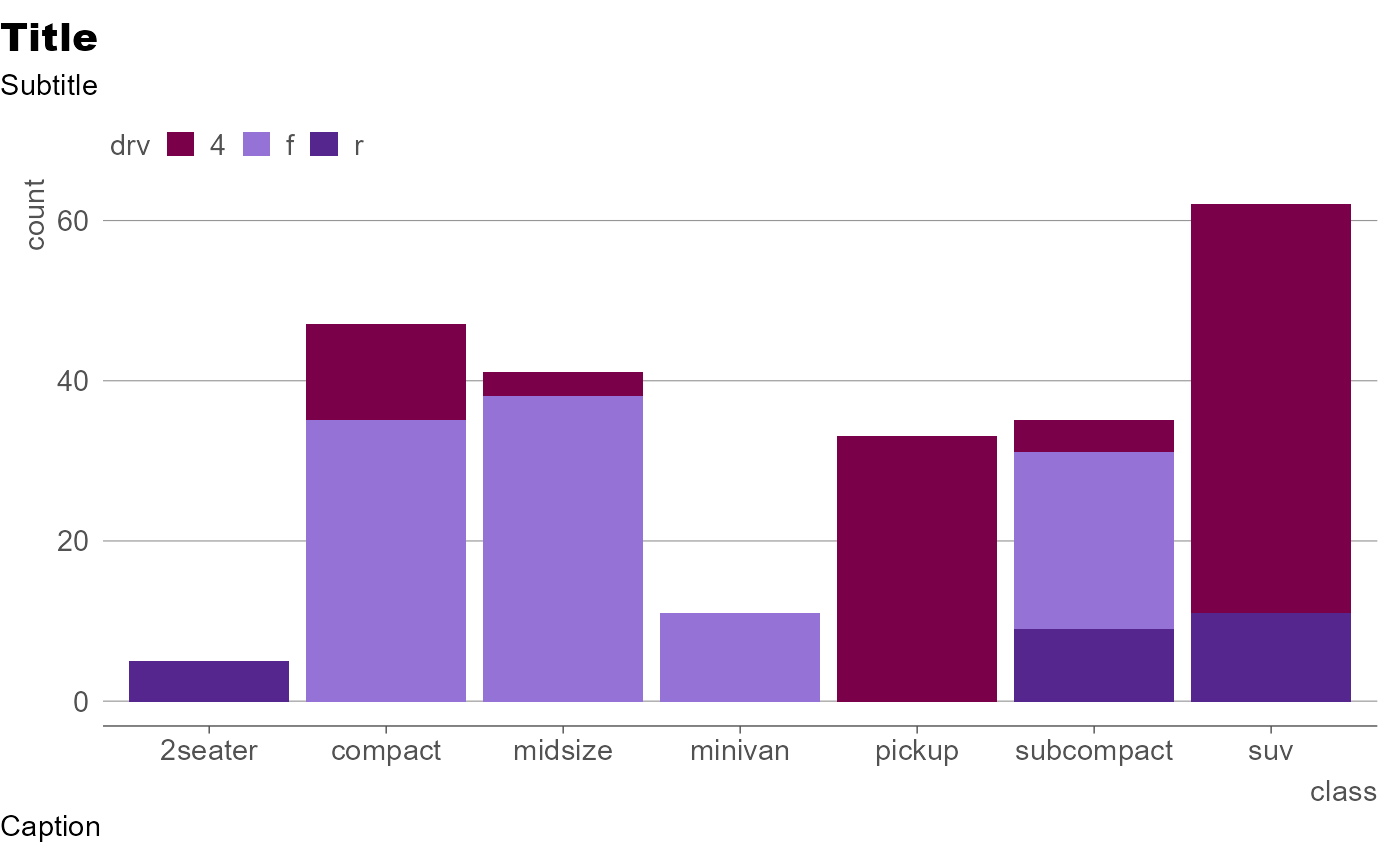 Title
Subtitle
drv 4 f r
count
60
40
20
0
2seater compact midsize minivan pickup subcompact suv
class
Caption